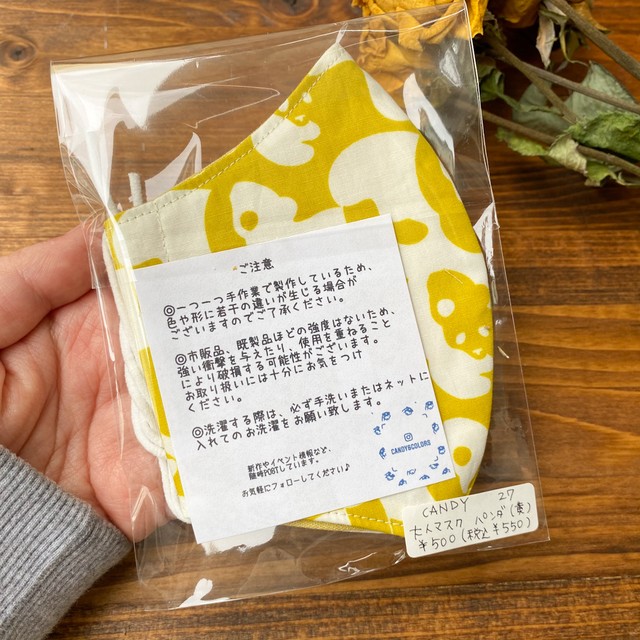 ご注意
◎一つ一つ手作業で製作しているため、
色や形に若干の違いが生じる場合が
ございますのでご了承ください。
◎市販品、既製品ほどの強度はないため、
強い衝撃を与えたり、使用を重ねること
により破損する可能性がございます。
お取り扱いには十分にお気をつけ
ください。
◎洗濯する際は、必ず手洗いまたはネットに
入れてのお洗濯をお願い致します。
新作やイベント情報など、
随時POSTしています。
お気軽にフォローしてください♪
CANDY&COLORS
CANDY 27
大人マスク パンダ(黄)
¥500(税込¥550)